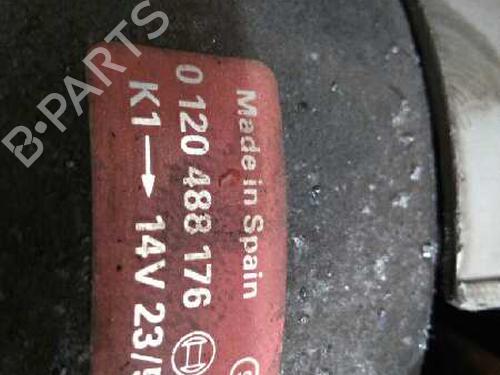 Made in Spain
0 120 488 176
K1→ 14V 23/
B-PARTS